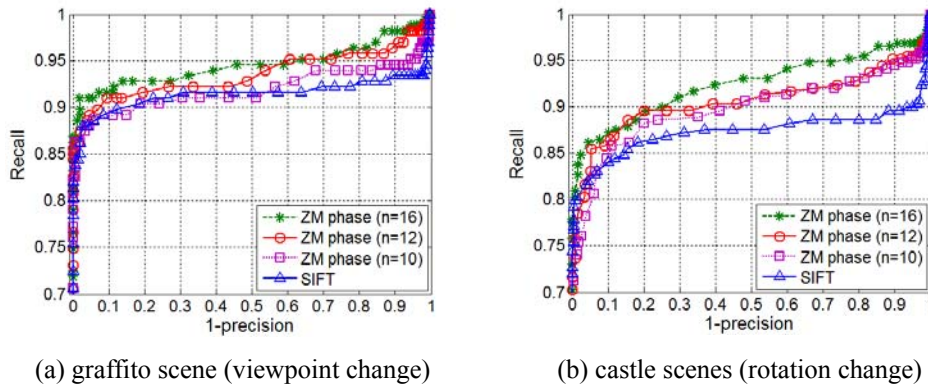 1
0.95
0.9
0.85
0.8
0.75
0.7
Recall
0 0.1 0.2 0.3 0.4 0.5 0.6 0.7 0.8 0.9 1
1-precision
ZM phase (n=16)
ZM phase (n=12)
ZM phase (n=10)
SIFT
(a) graffito scene (viewpoint change)
1
0.95
0.9
0.85
0.8
0.75
0.7
Recall
0 0.1 0.2 0.3 0.4 0.5 0.6 0.7 0.8 0.9
1-precision
ZM phase (n=16)
ZM phase (n=12)
ZM phase (n=10)
SIFT
(b) castle scenes (rotation change)